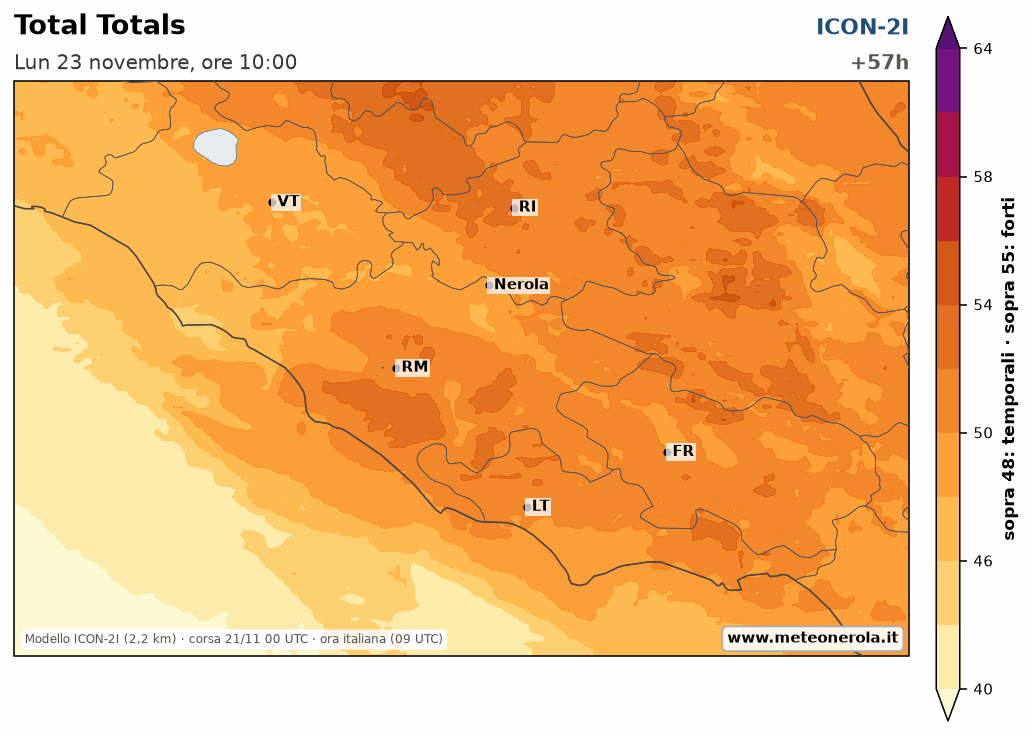 Total Totals
ICON-2I
Lun 23 novembre, ore 10:00
+57h
VT
RI
Nerola
RM
FR
LT
Modello ICON-2I (2,2 km) · corsa 21/11 00 UTC · ora italiana (09 UTC)
www.meteonerola.it
64
58
54
50
46
40
sopra 48: temporali · sopra 55: forti